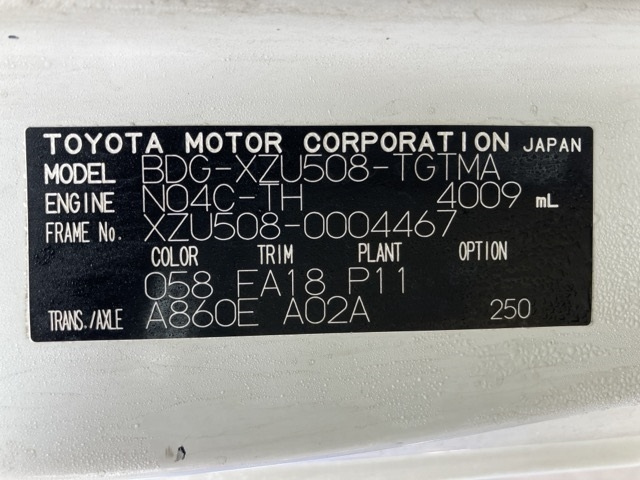 TOYOTA MOTOR CORPORATION JAPAN
MODEL BDG-XZU508-TGTMA
ENGINE N04C-TH 4009 mL
FRAME No. XZU508-0004467
COLOR TRIM PLANT OPTION
058 EA18 P11
TRANS./AXLE A860E A02A 250